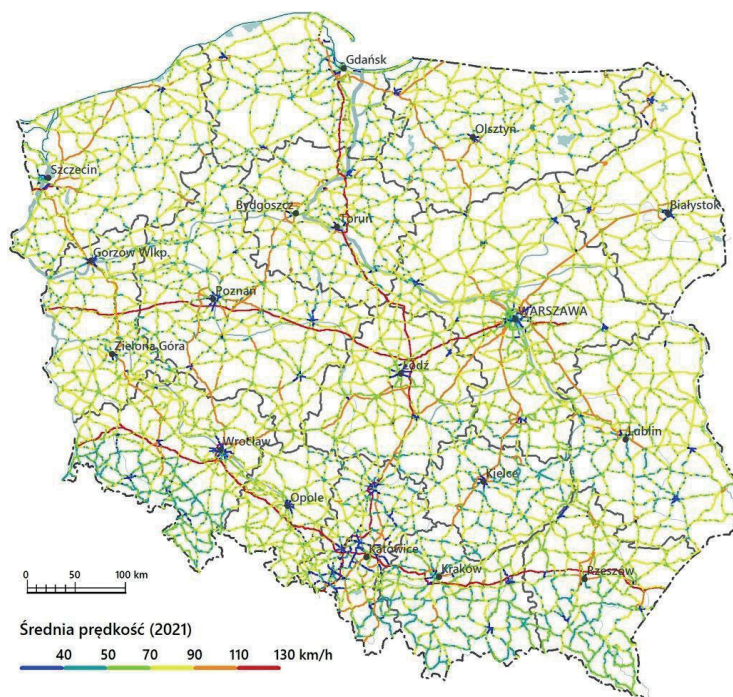 Gdańsk
Olsztyn
Szczecin
Białystok
Bydgoszcz
Toruń
Gorzów Wlkp.
Poznań
WARSZAWA
Zielona Góra
Łódź
Lublin
Wrocław
Kielce
Opole
Katowice
Kraków
Rzeszów
0 50 100 km
Średnia prędkość (2021)
40 50 70 90 110 130 km/h